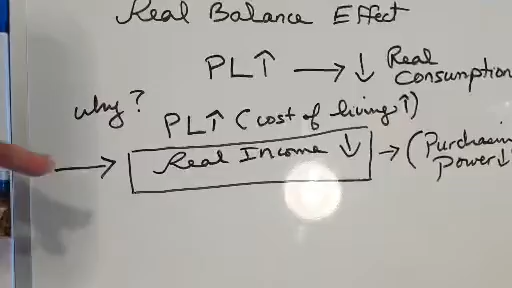 Real Balance Effect
PL↑ → ↓ Real Consumption
why?
PL↑ (cost of living↑)
→ Real Income ↓ → (Purchasing Power↓